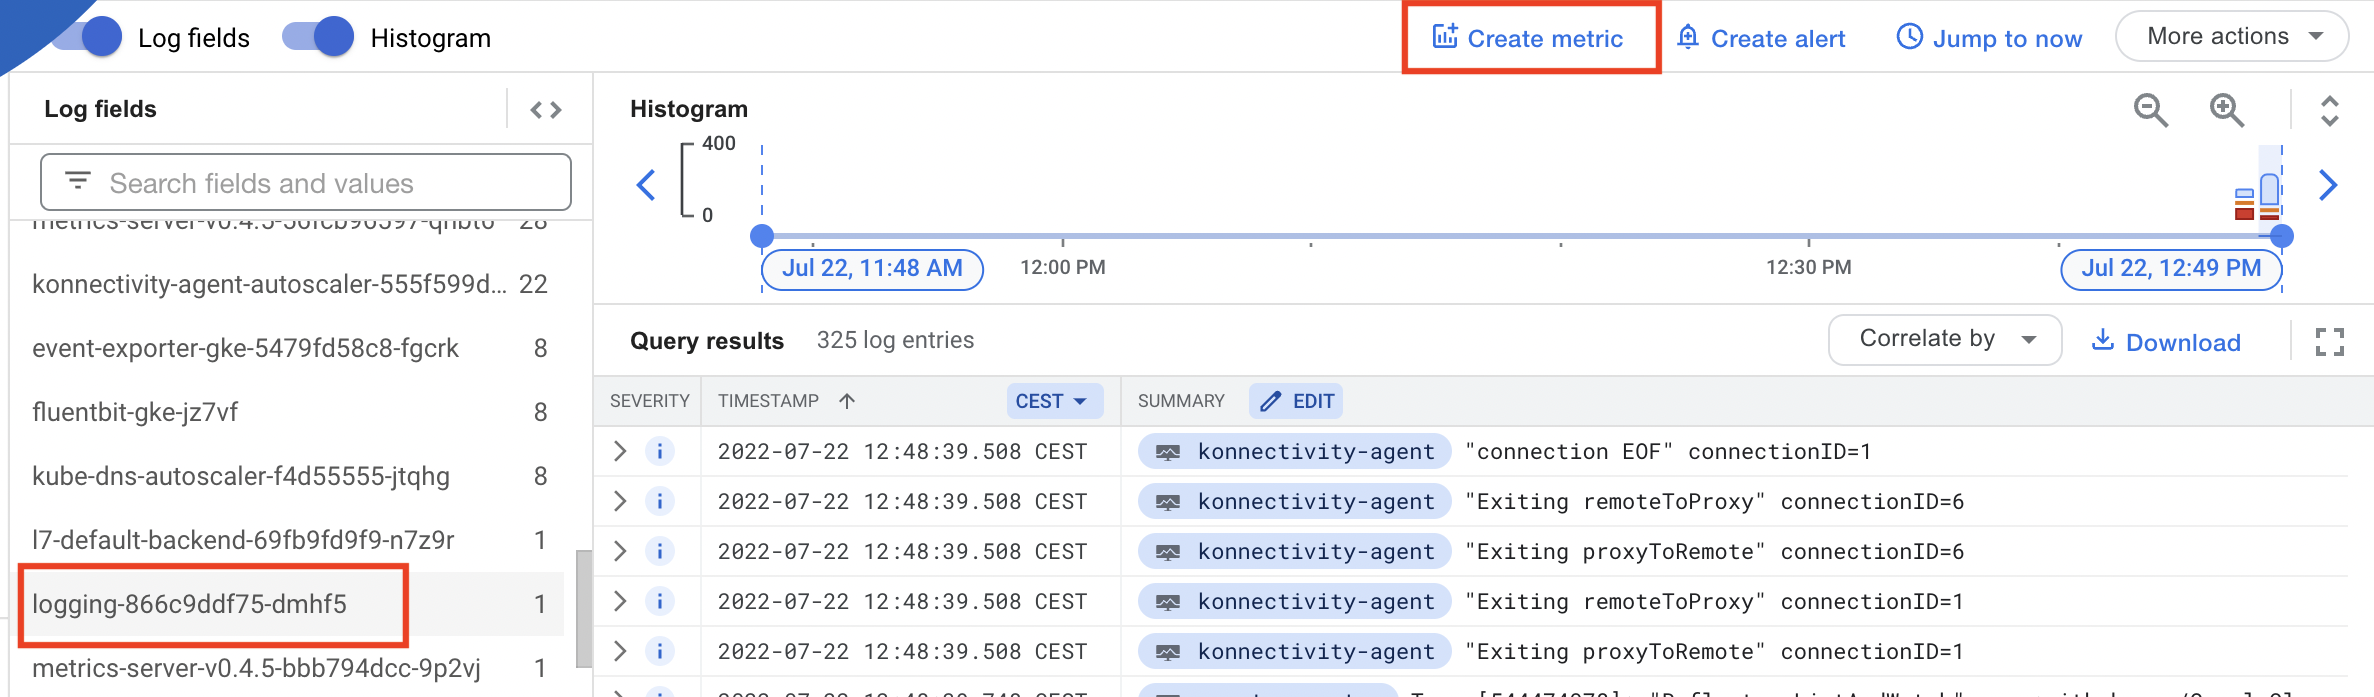 Log fields
Histogram
Create metric
Create alert
Jump to now
More actions
Log fields
Search fields and values
konnectivity-agent-autoscaler-555f599d... 22
event-exporter-gke-5479fd58c8-fgcrk 8
fluentbit-gke-jz7vf 8
kube-dns-autoscaler-f4d55555-jtqhg 8
l7-default-backend-69fb9fd9f9-n7z9r 1
logging-866c9ddf75-dmhf5 1
metrics-server-v0.4.5-bbb794dcc-9p2vj 1
Histogram
400
0
Jul 22, 11:48 AM
12:00 PM
12:30 PM
Jul 22, 12:49 PM
Query results 325 log entries
Correlate by
Download
SEVERITY TIMESTAMP CEST SUMMARY EDIT
2022-07-22 12:48:39.508 CEST konnectivity-agent "connection EOF" connectionID=1
2022-07-22 12:48:39.508 CEST konnectivity-agent "Exiting remoteToProxy" connectionID=6
2022-07-22 12:48:39.508 CEST konnectivity-agent "Exiting proxyToRemote" connectionID=6
2022-07-22 12:48:39.508 CEST konnectivity-agent "Exiting remoteToProxy" connectionID=1
2022-07-22 12:48:39.508 CEST konnectivity-agent "Exiting proxyToRemote" connectionID=1